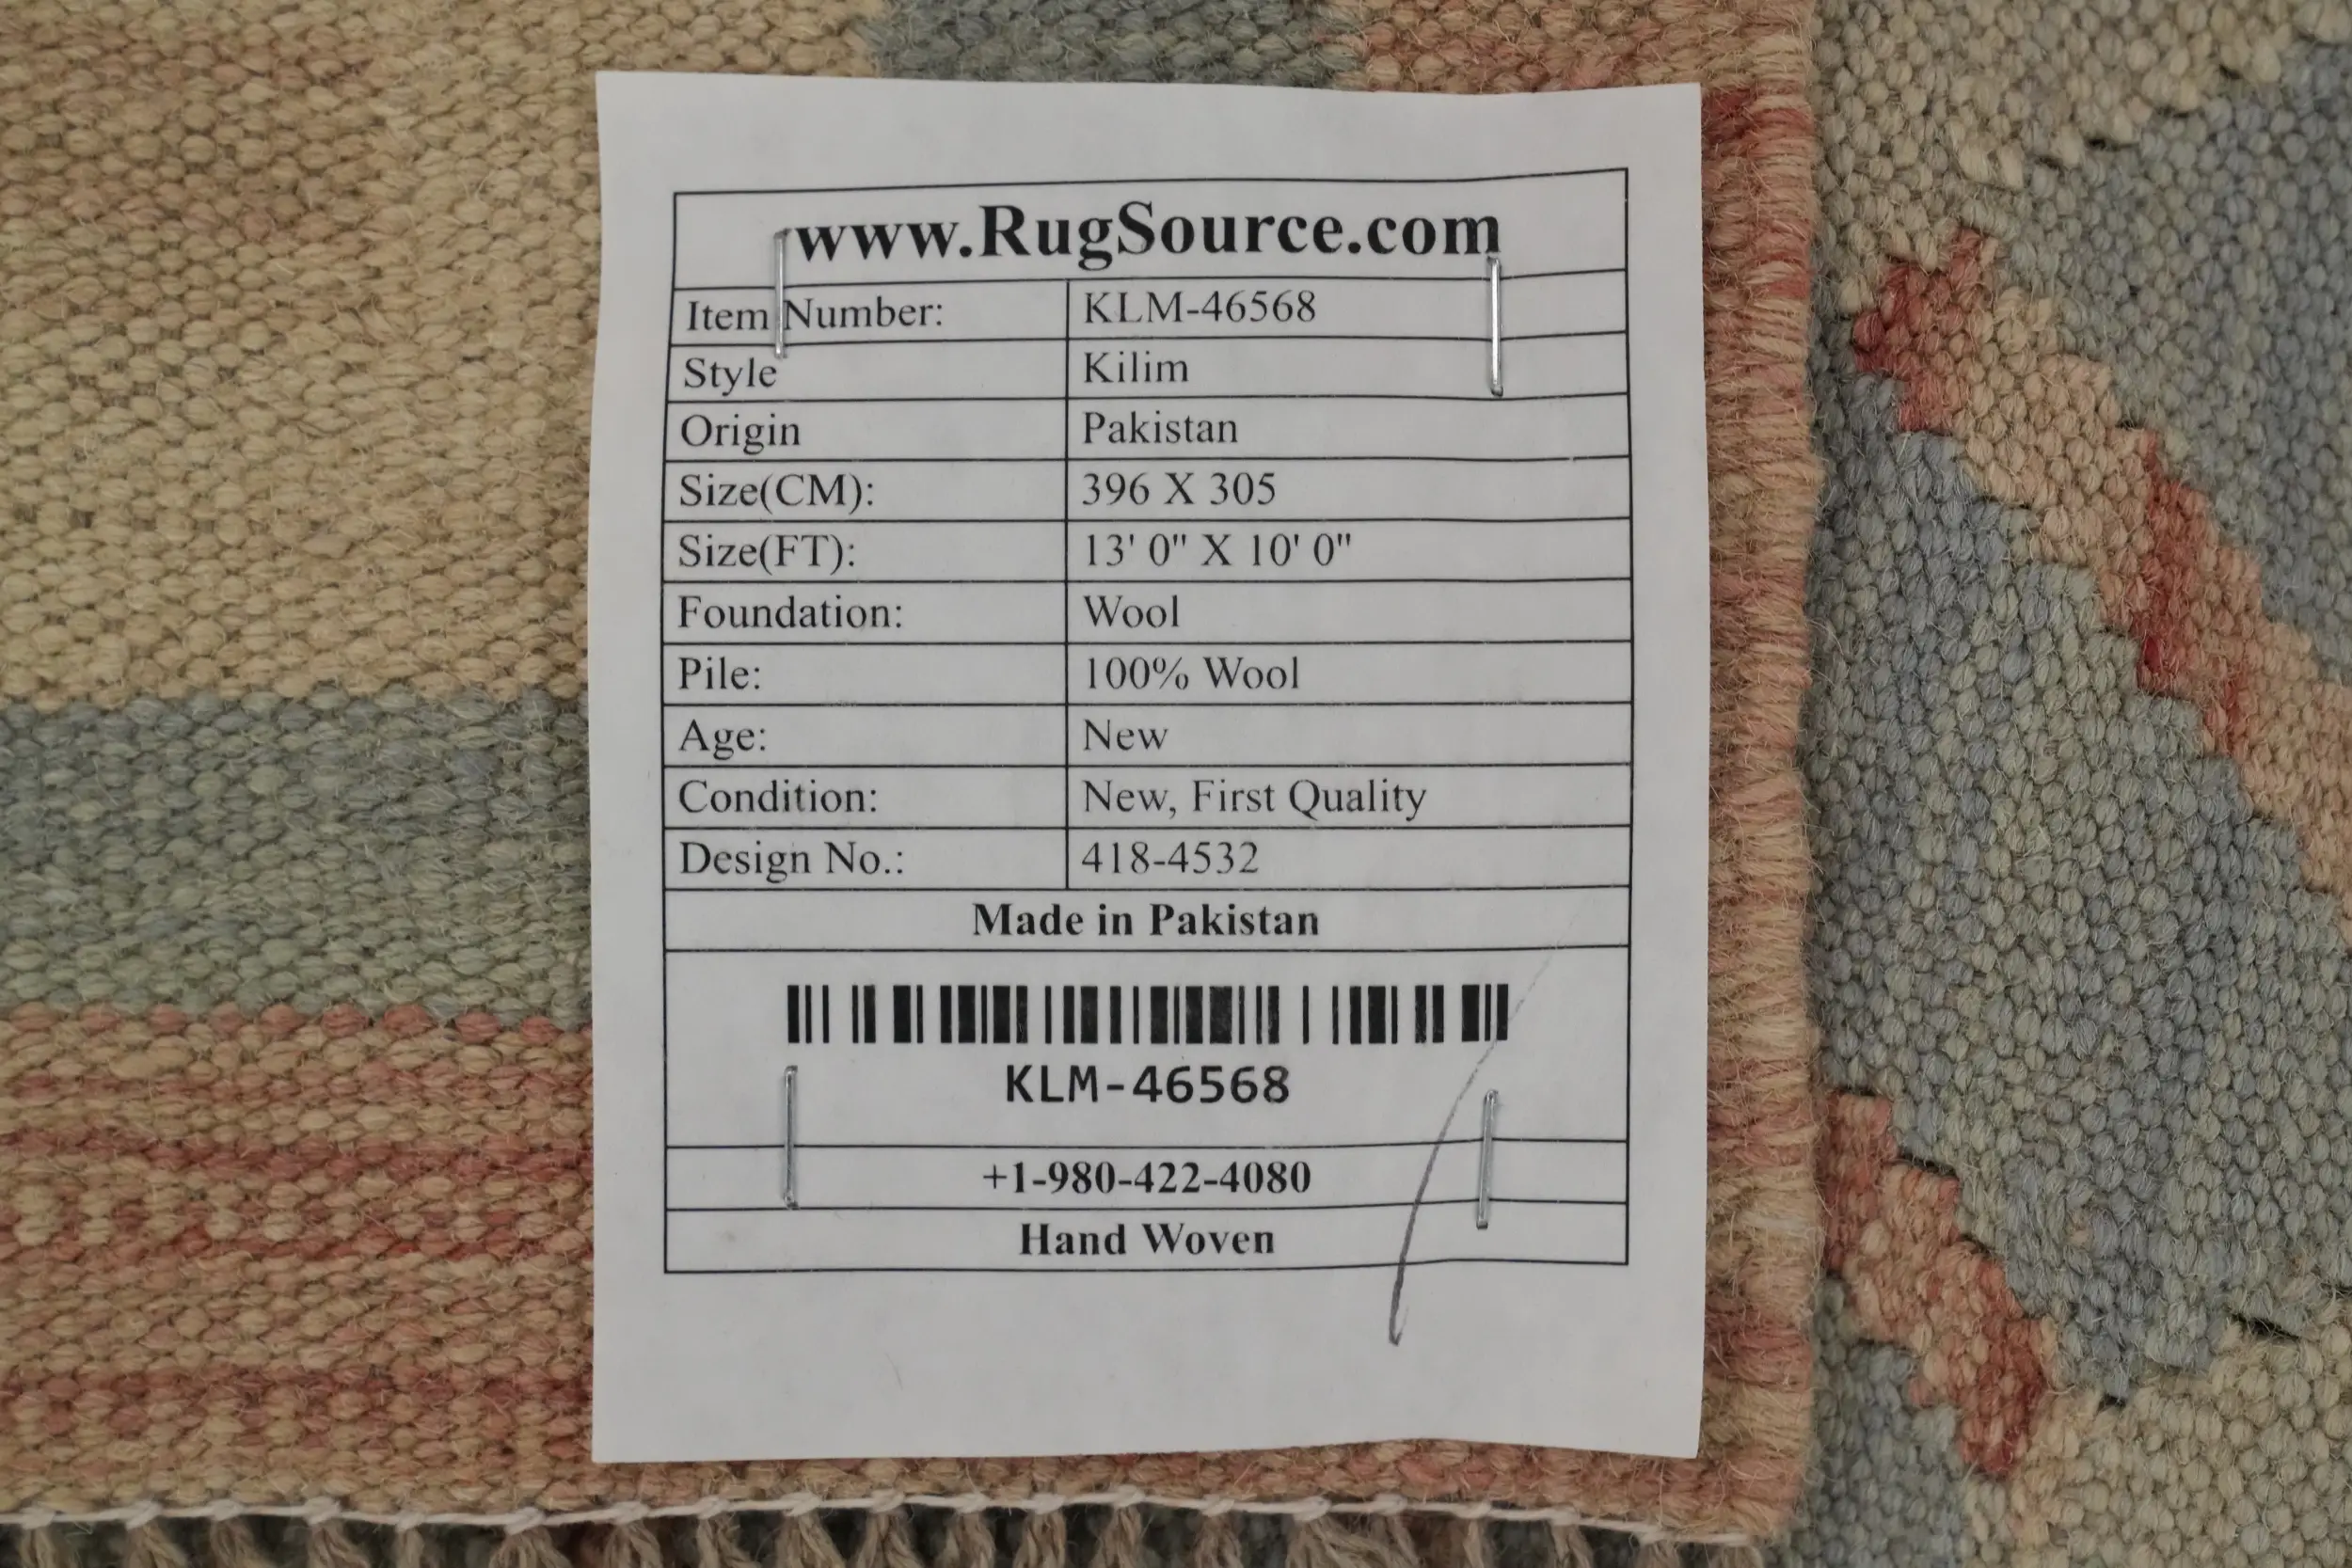 www.RugSource.com
Item Number: KLM-46568
Style Kilim
Origin Pakistan
Size(CM): 396 X 305
Size(FT): 13' 0" X 10' 0"
Foundation: Wool
Pile: 100% Wool
Age: New
Condition: New, First Quality
Design No.: 418-4532
Made in Pakistan
KLM-46568
+1-980-422-4080
Hand Woven